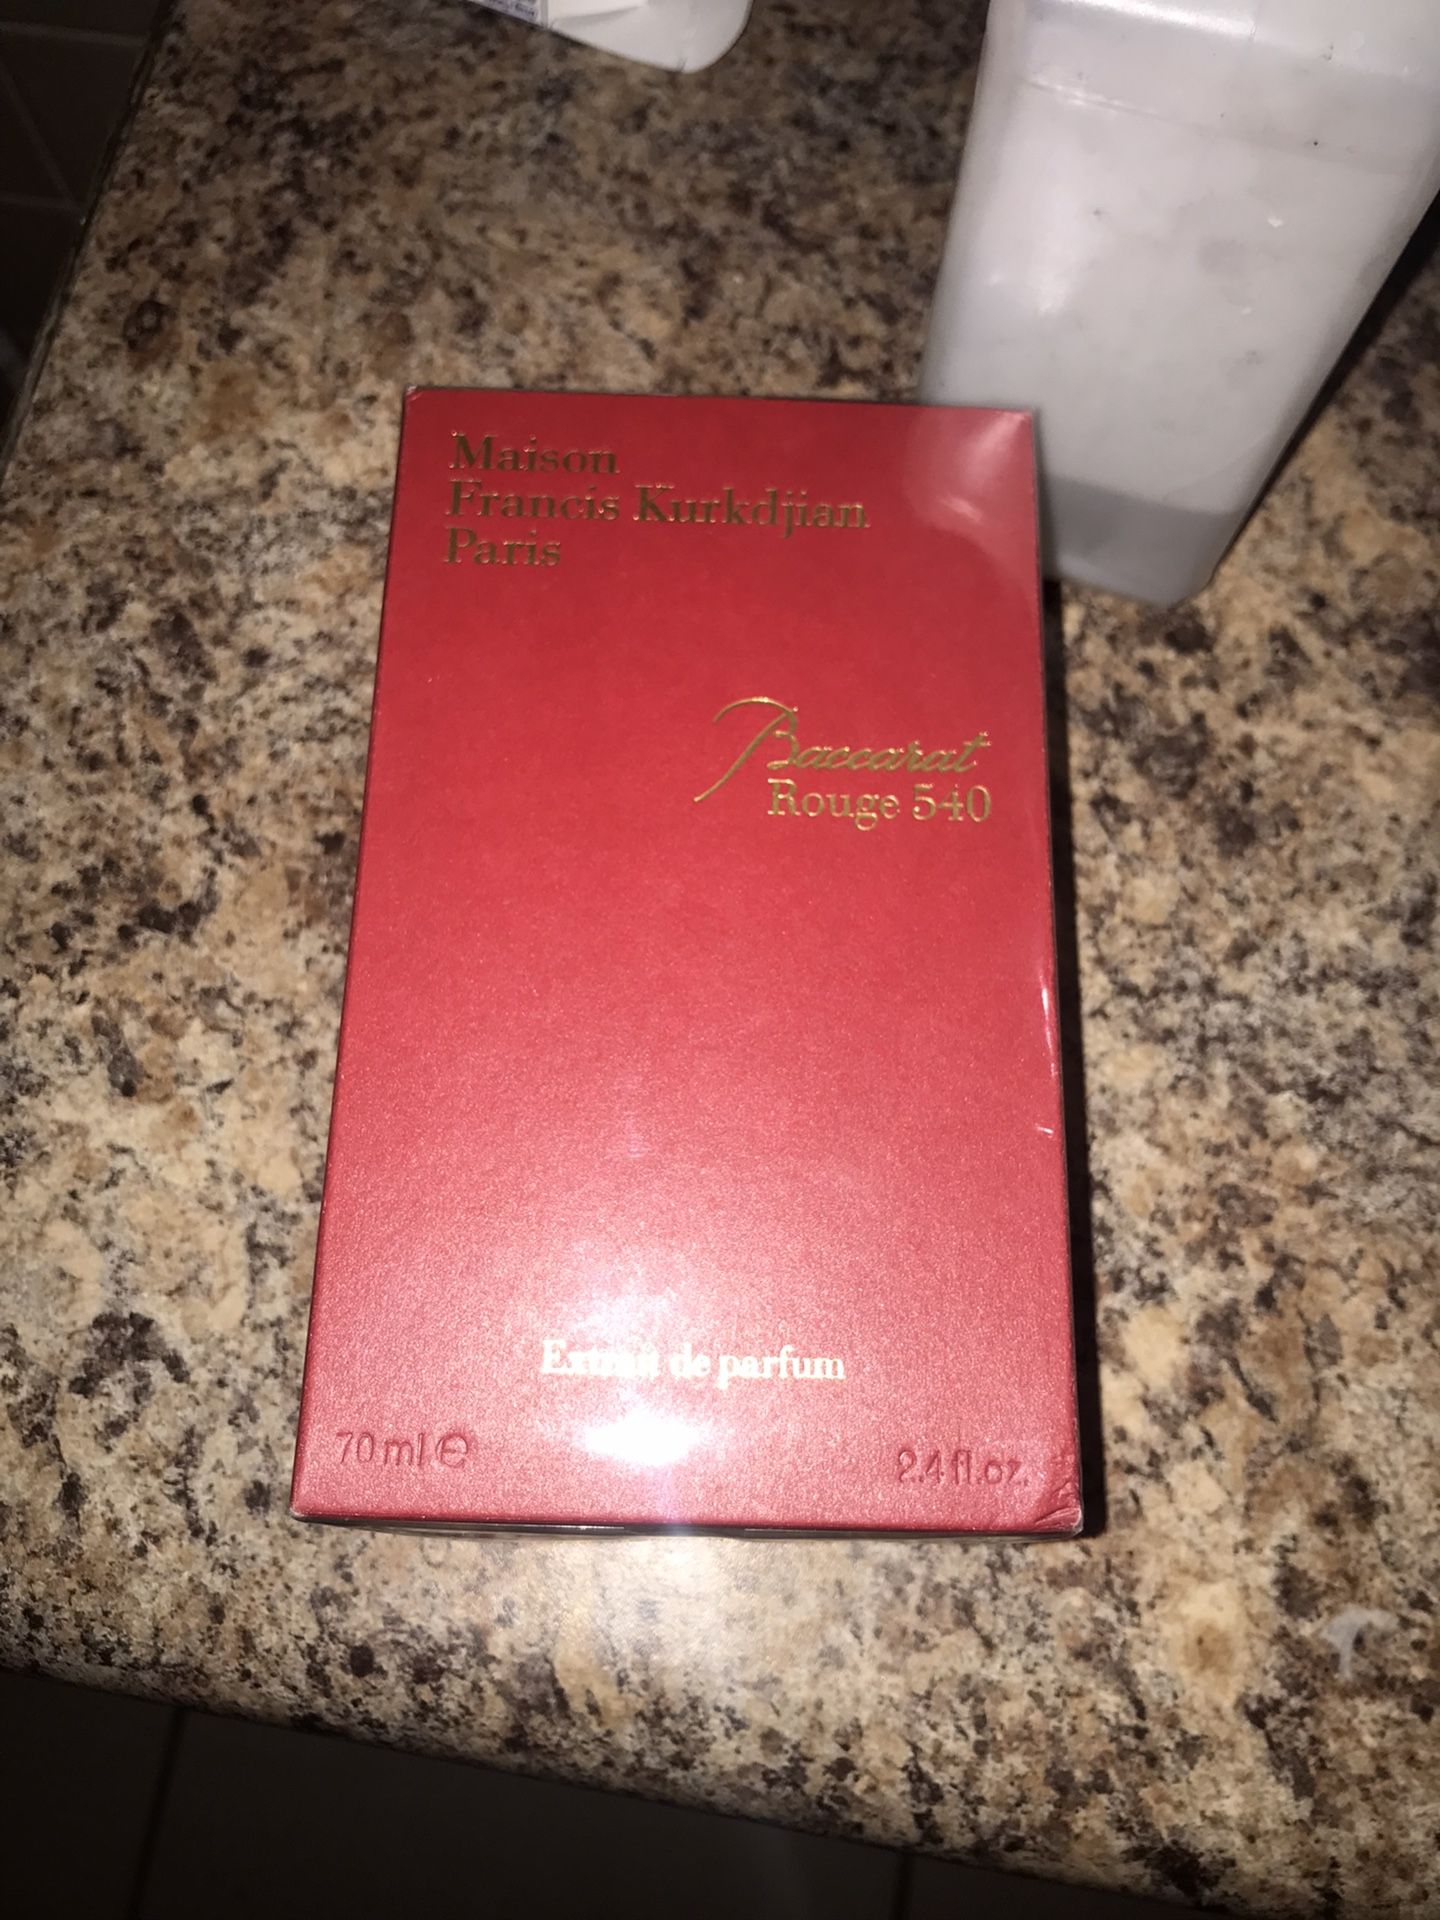 Maison
Francis Kurkdjian
Paris
Baccarat
Rouge 540
Extrait de parfum
70 ml ℮
2.4 fl.oz.